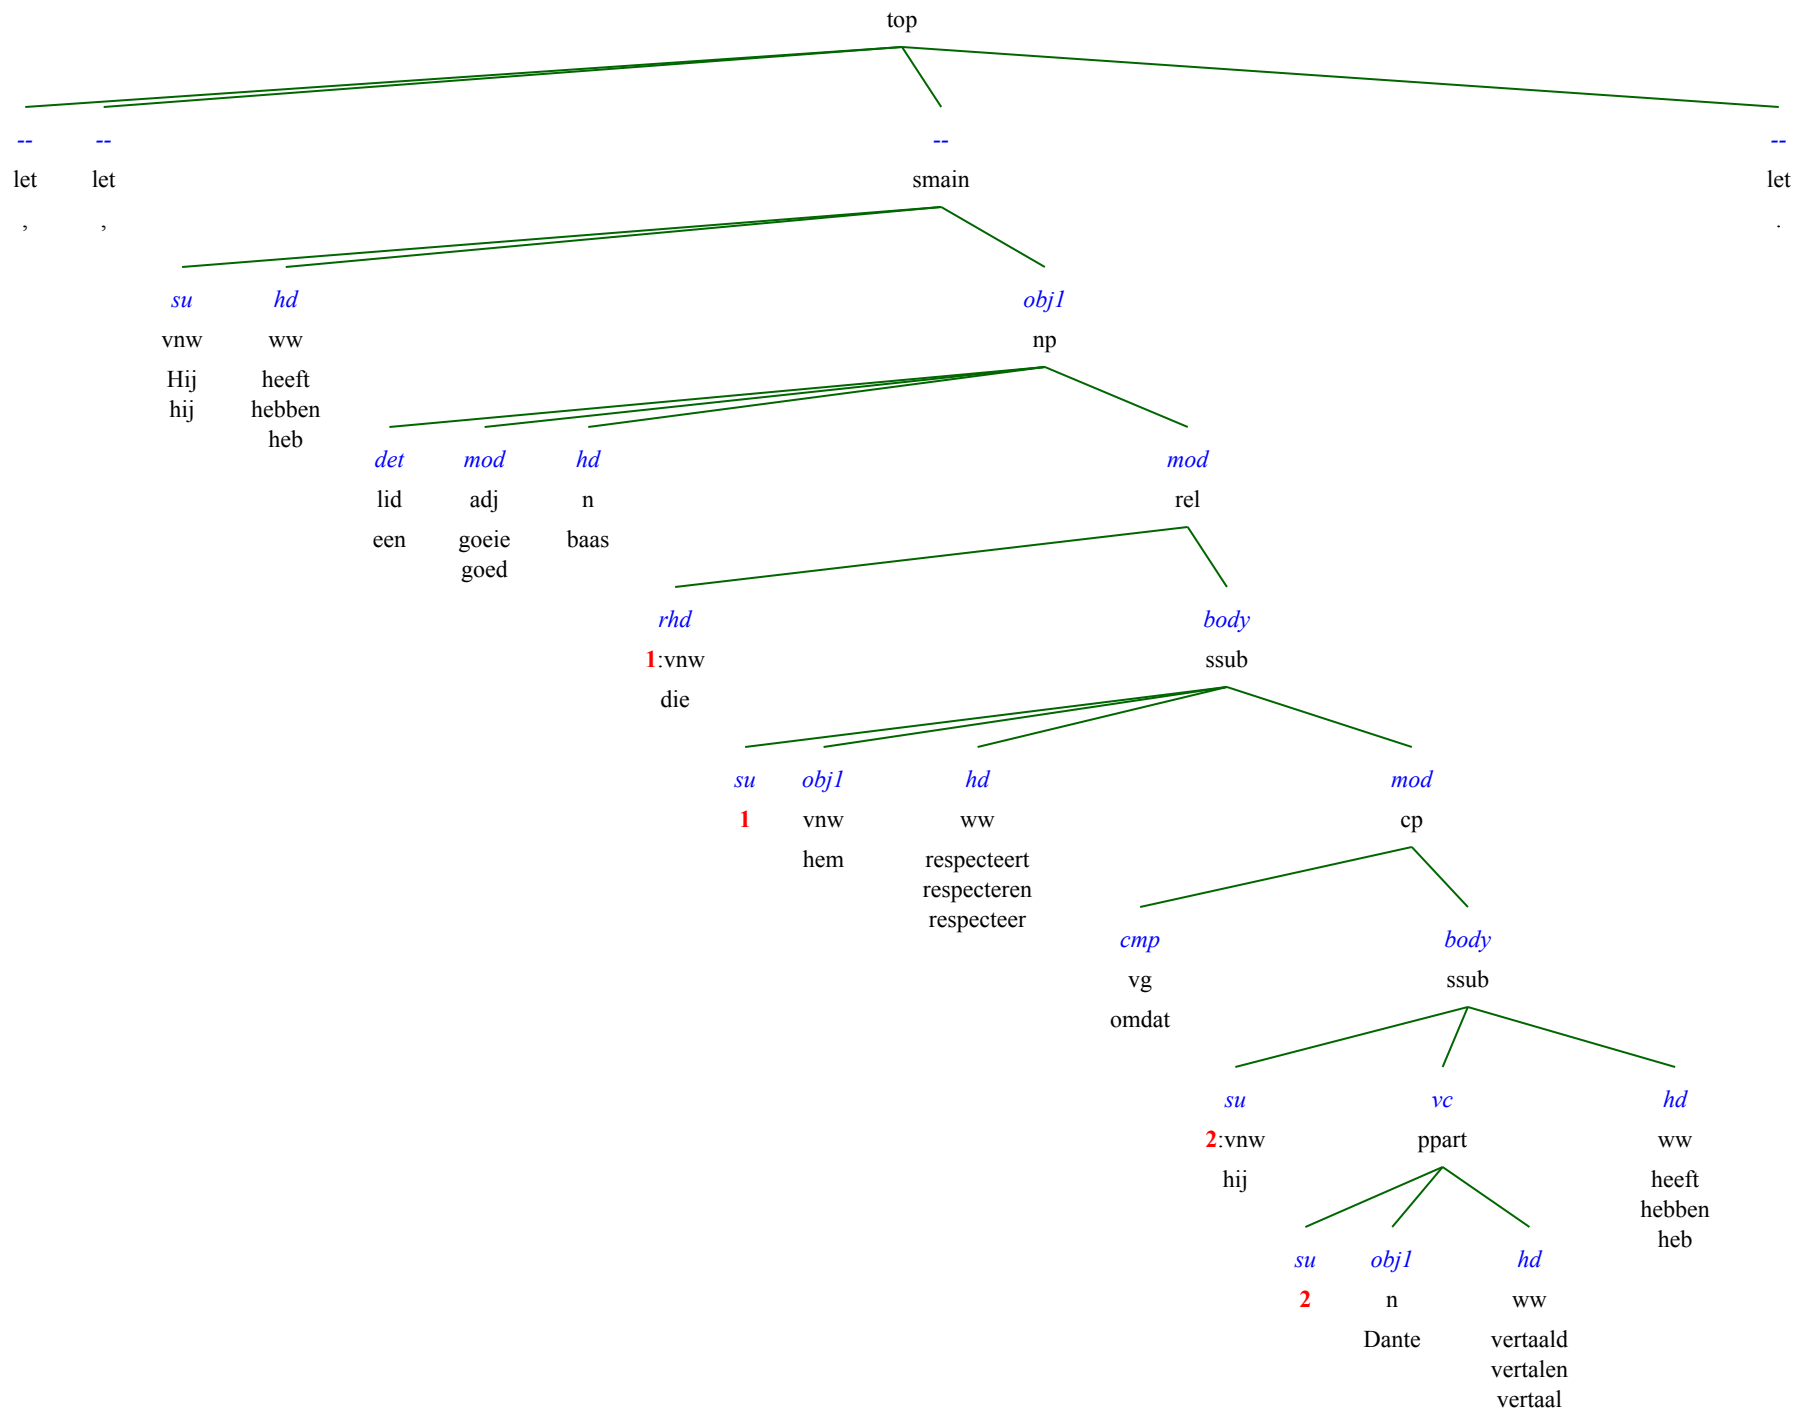 top
-- -- -- --
let let smain let
, , .
su hd obj1
vnw ww np
Hij heeft
hij hebben
heb
det mod hd mod
lid adj n rel
een goeie baas
goed
rhd body
1:vnw ssub
die
su obj1 hd mod
1 vnw ww cp
hem respecteert
respecteren
respecteer
cmp body
vg ssub
omdat
su vc hd
2:vnw ppart ww
hij heeft
hebben
heb
su obj1 hd
2 n ww
Dante vertaald
vertalen
vertaal